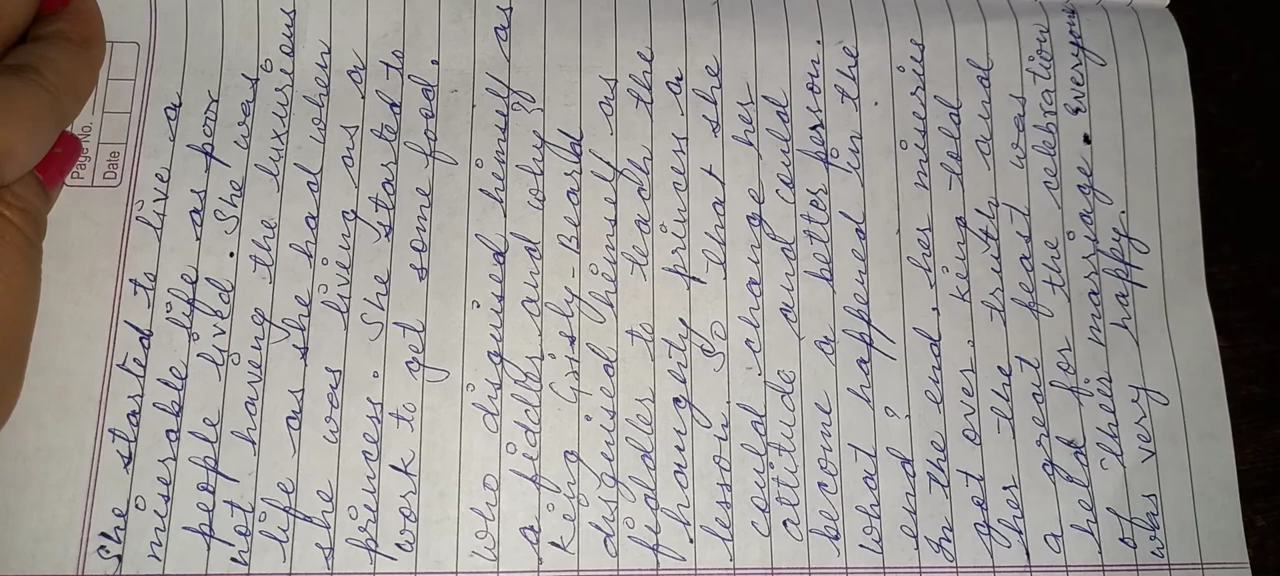 Page No.
Date
She started to live a
miserable life as poor
people lived. She was
not having the luxurious
life as she had when
she was living as a
princess. She started to
work to get some food.
Who disguised himself as
a fiddler and why?
King Grisly-Beard
disguised himself as
fiddler to teach the
haughty princess a
lesson. So that she
could change her
attitude and could
become a better person.
What happened in the
end?
In the end, her miseries
got over. King told
her the truth and
a great feast was
held for the celebration
of their marriage. Everyone
was very happy.